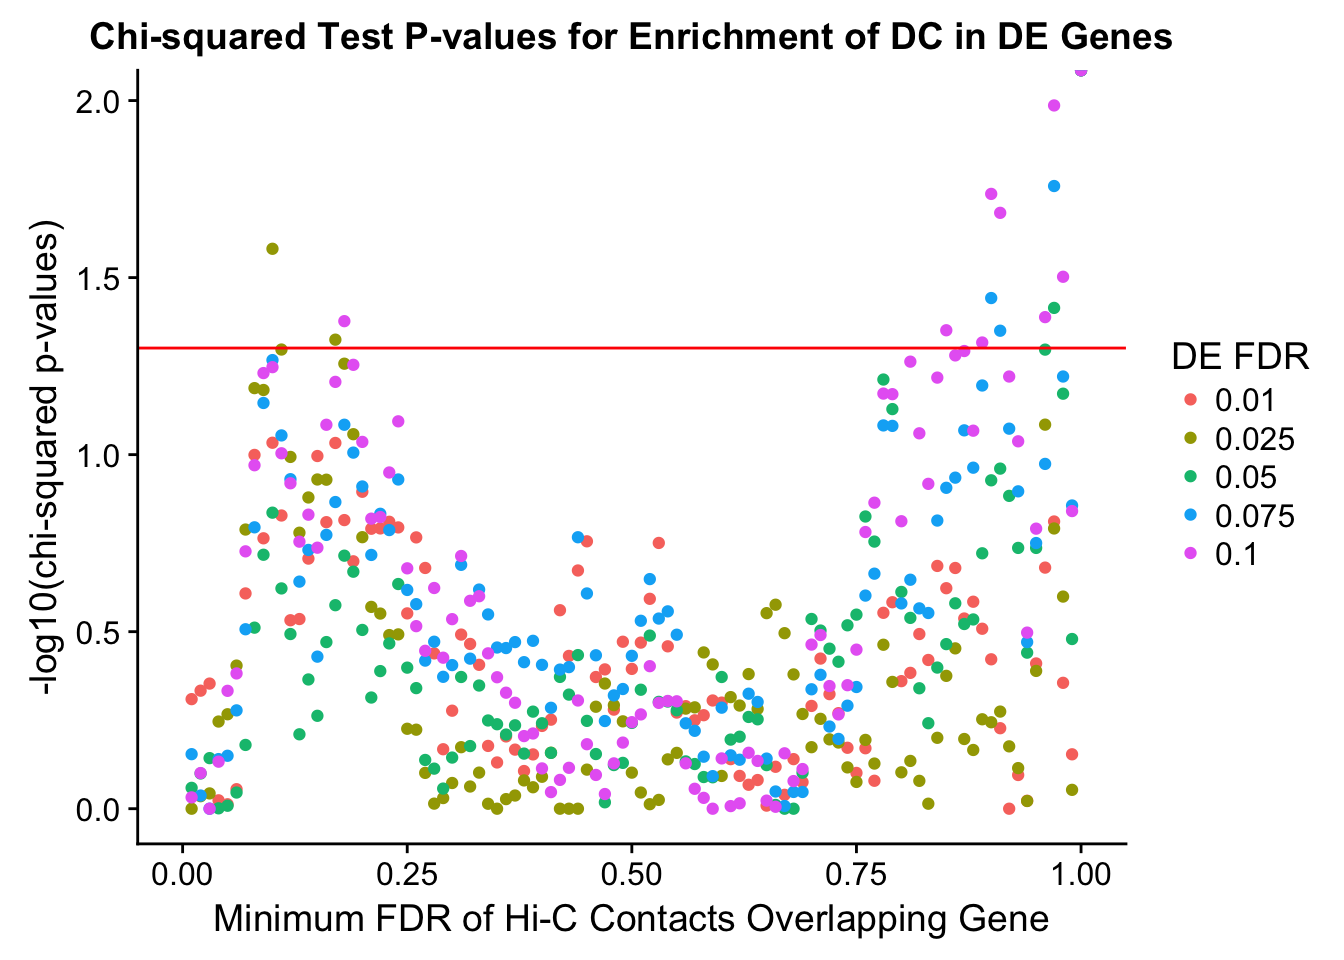 Chi-squared Test P-values for Enrichment of DC in DE Genes
-log10(chi-squared p-values)
2.0
1.5
1.0
0.5
0.0
0.00 0.25 0.50 0.75 1.00
Minimum FDR of Hi-C Contacts Overlapping Gene
DE FDR
0.01
0.025
0.05
0.075
0.1